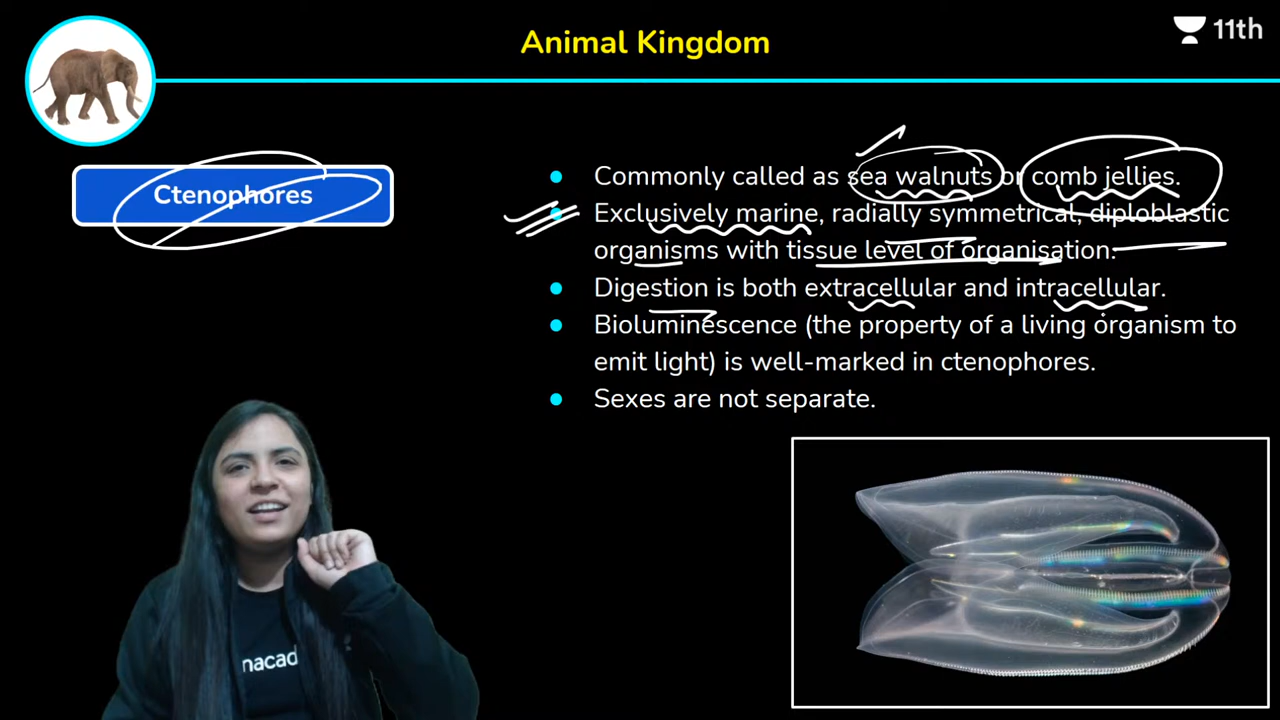 Animal Kingdom
11th
Ctenophores
Commonly called as sea walnuts or comb jellies.
Exclusively marine, radially symmetrical, diploblastic
organisms with tissue level of organisation.
Digestion is both extracellular and intracellular.
Bioluminescence (the property of a living organism to
emit light) is well-marked in ctenophores.
Sexes are not separate.
nacad